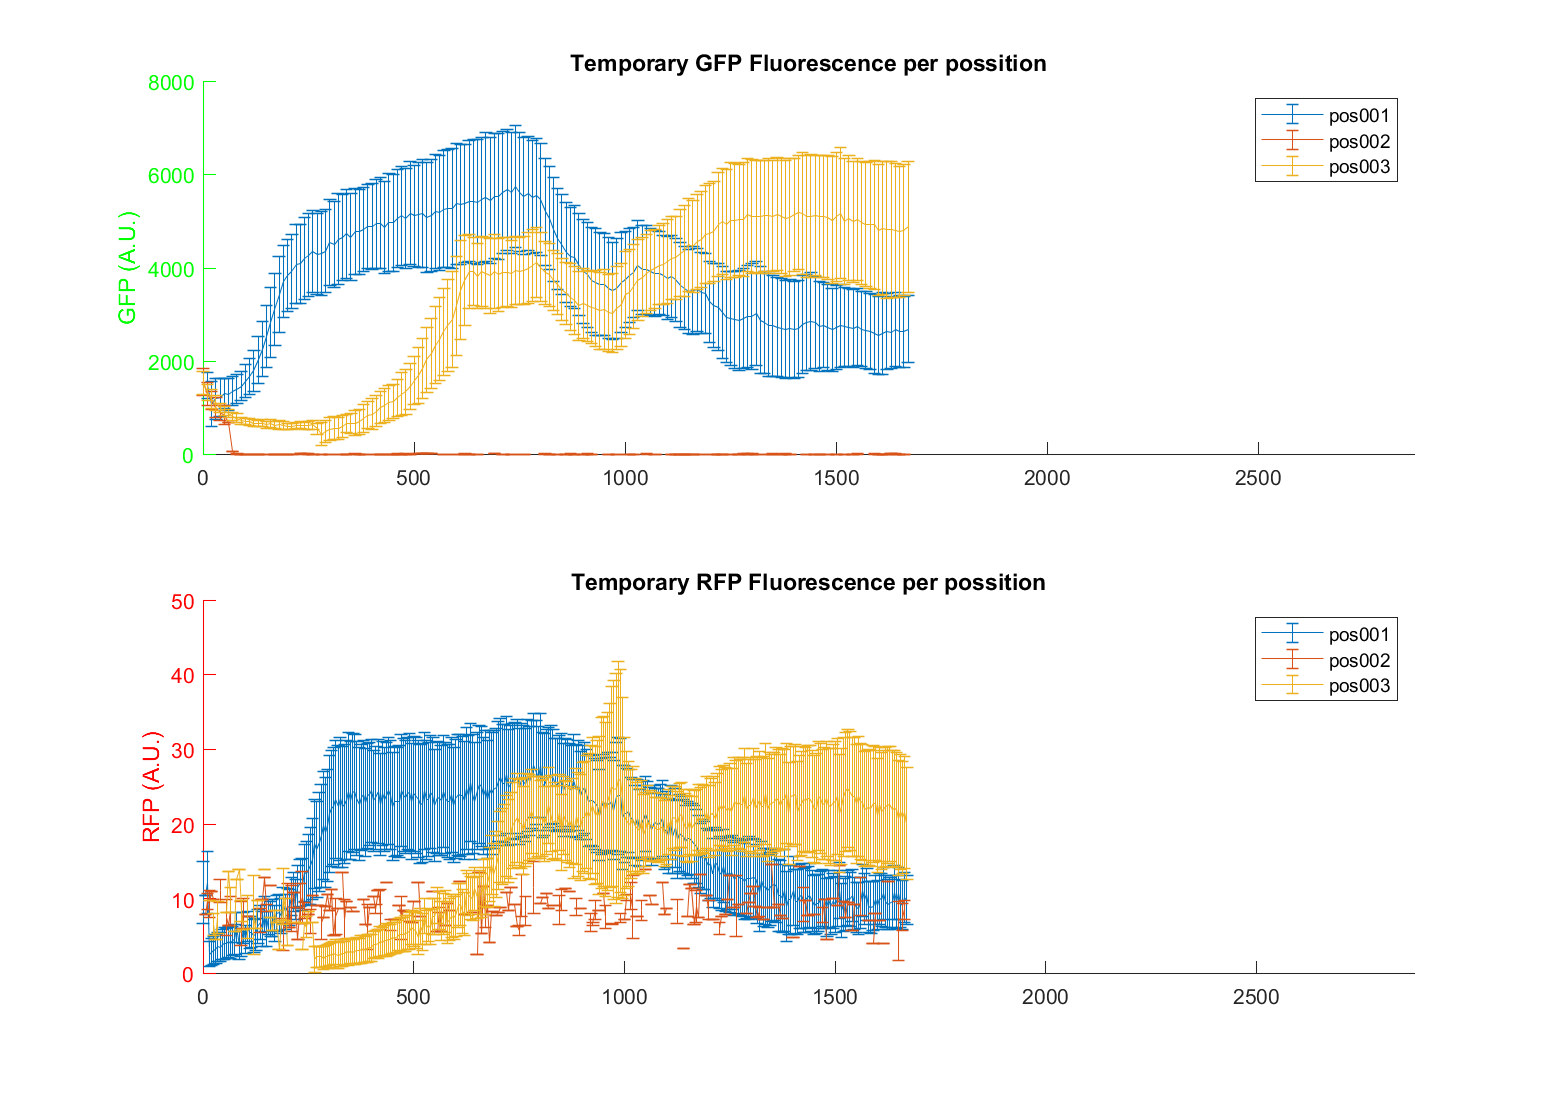 Temporary GFP Fluorescence per possition
8000
6000
4000
2000
0
GFP (A.U.)
0 500 1000 1500 2000 2500
pos001
pos002
pos003
Temporary RFP Fluorescence per possition
50
40
30
20
10
0
RFP (A.U.)
0 500 1000 1500 2000 2500
pos001
pos002
pos003